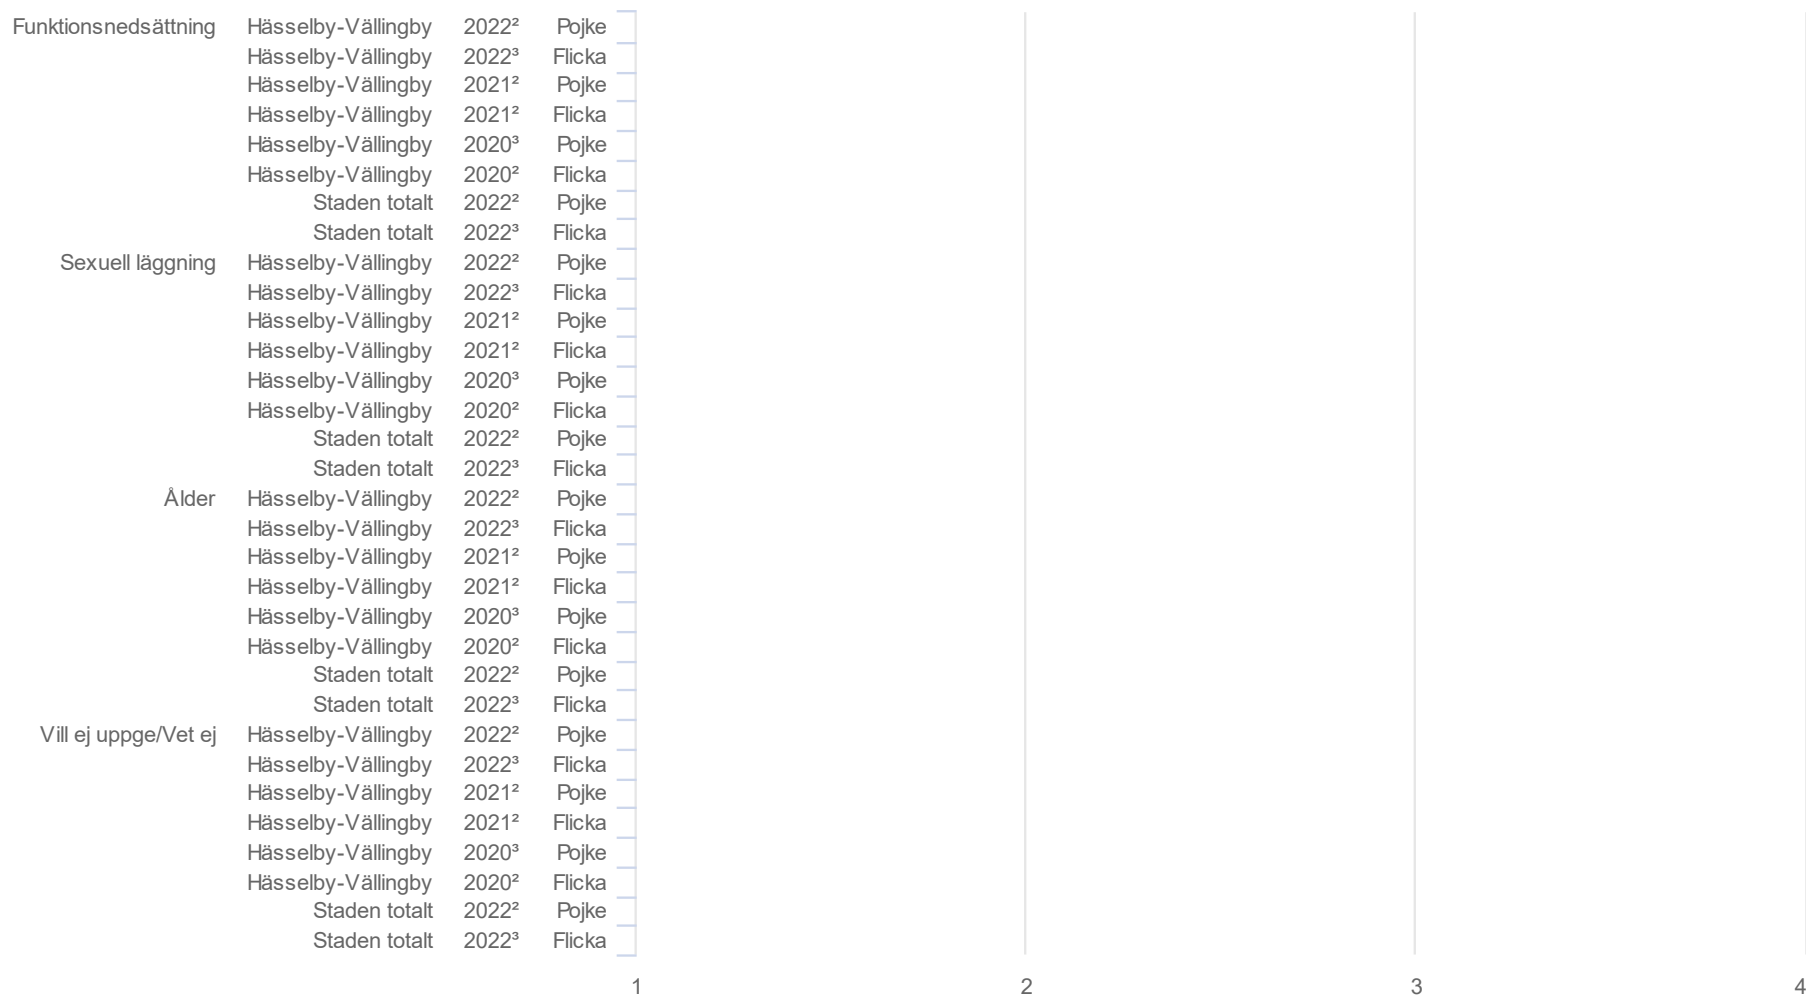 Funktionsnedsättning Hässelby-Vällingby 2022² Pojke
Hässelby-Vällingby 2022³ Flicka
Hässelby-Vällingby 2021² Pojke
Hässelby-Vällingby 2021² Flicka
Hässelby-Vällingby 2020³ Pojke
Hässelby-Vällingby 2020² Flicka
Staden totalt 2022² Pojke
Staden totalt 2022³ Flicka
Sexuell läggning Hässelby-Vällingby 2022² Pojke
Hässelby-Vällingby 2022³ Flicka
Hässelby-Vällingby 2021² Pojke
Hässelby-Vällingby 2021² Flicka
Hässelby-Vällingby 2020³ Pojke
Hässelby-Vällingby 2020² Flicka
Staden totalt 2022² Pojke
Staden totalt 2022³ Flicka
Ålder Hässelby-Vällingby 2022² Pojke
Hässelby-Vällingby 2022³ Flicka
Hässelby-Vällingby 2021² Pojke
Hässelby-Vällingby 2021² Flicka
Hässelby-Vällingby 2020³ Pojke
Hässelby-Vällingby 2020² Flicka
Staden totalt 2022² Pojke
Staden totalt 2022³ Flicka
Vill ej uppge/Vet ej Hässelby-Vällingby 2022² Pojke
Hässelby-Vällingby 2022³ Flicka
Hässelby-Vällingby 2021² Pojke
Hässelby-Vällingby 2021² Flicka
Hässelby-Vällingby 2020³ Pojke
Hässelby-Vällingby 2020² Flicka
Staden totalt 2022² Pojke
Staden totalt 2022³ Flicka
1 2 3 4